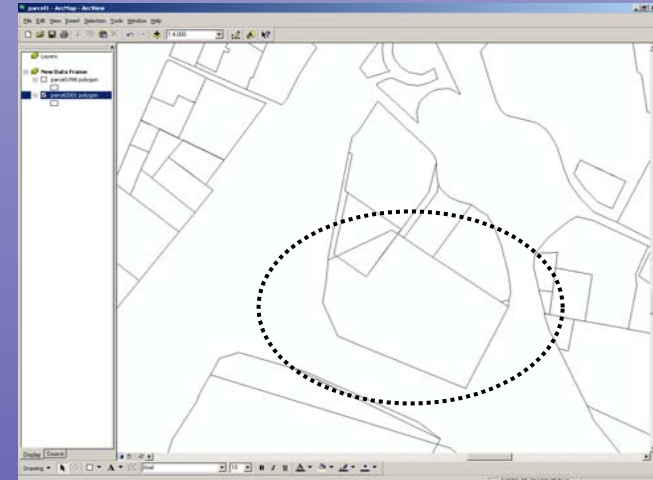 parcel1 - ArcMap - ArcView
File Edit View Insert Selection Tools Window Help
1:4,000
Layers
New Data Frame
parcel1998 polygon
parcel2001 polygon
Display Source
Drawing
Arial
10
B I U A